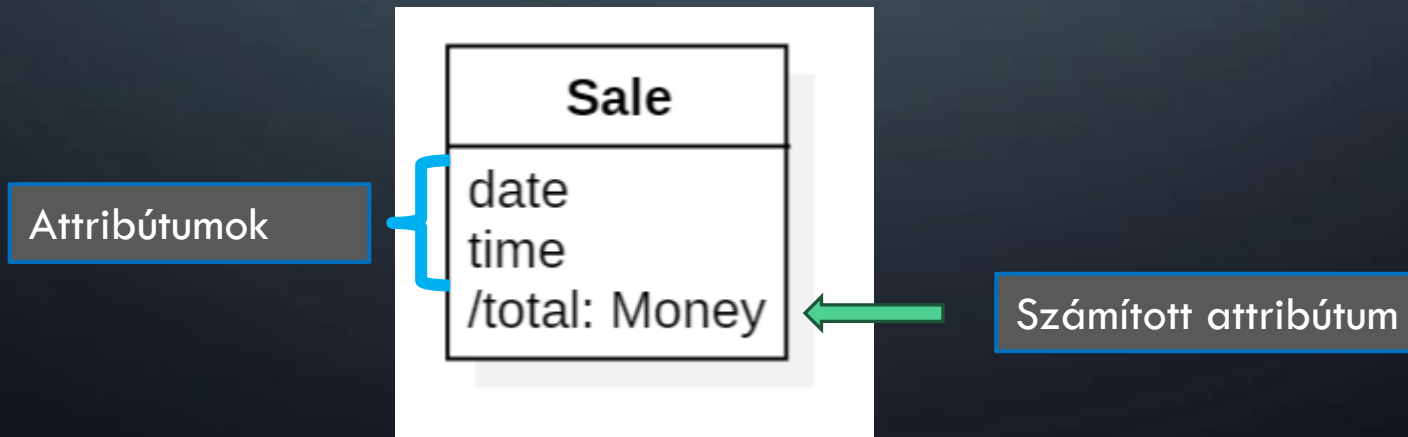 Sale
Attribútumok
date
time
/total: Money
Számított attribútum